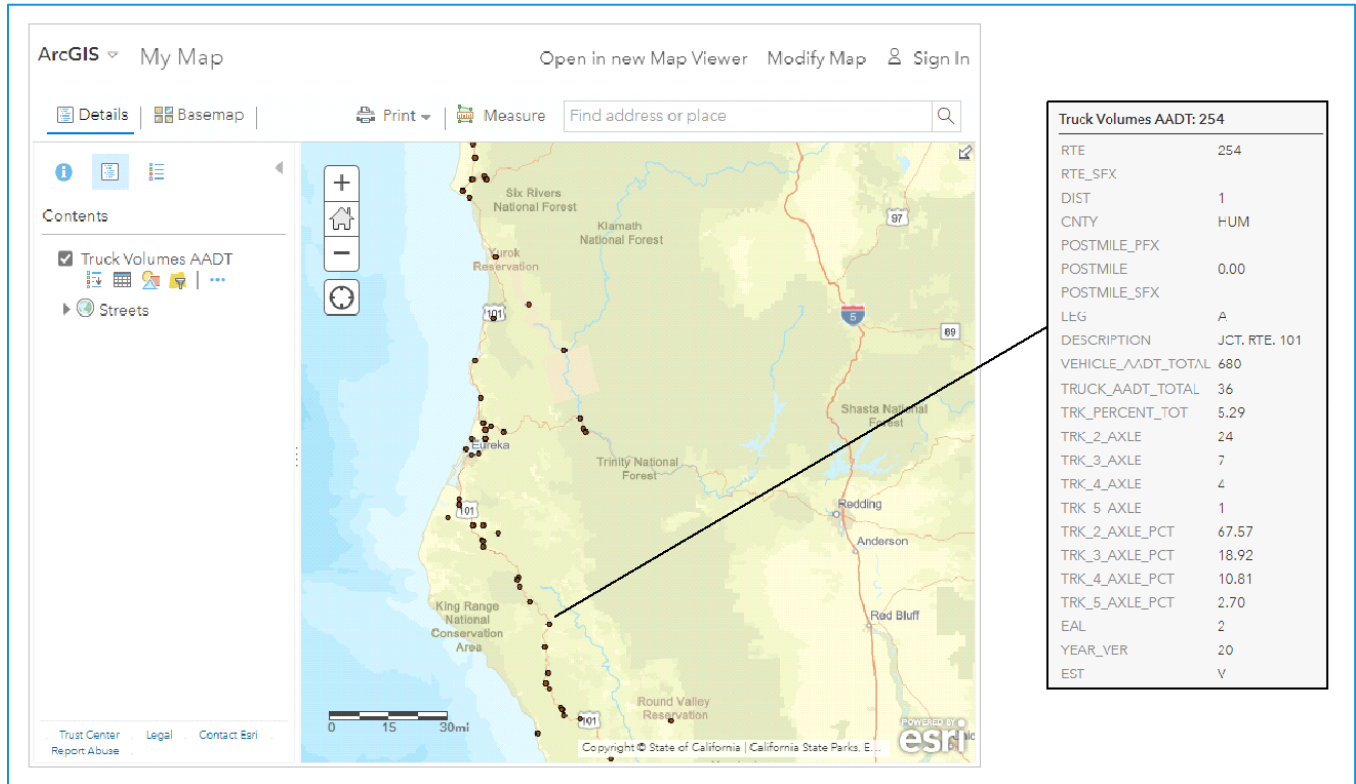 ArcGIS My Map
Open in new Map Viewer Modify Map Sign In
Details Basemap
Print Measure Find address or place
Contents
Truck Volumes AADT
Streets
Trust Center Legal Contact Esri
Report Abuse
Six Rivers
National Forest
Klamath
National Forest
97
Yurok
Reservation
101
5
89
Shasta National
Forest
Eureka
Trinity National
Forest
101
Redding
Anderson
King Range
National
Conservation
Area
Red Bluff
Round Valley
Reservation
101
0 15 30mi
POWERED BY
esri
Copyright © State of California | California State Parks, E...
Truck Volumes AADT: 254
RTE 254
RTE_SFX
DIST 1
CNTY HUM
POSTMILE_PFX
POSTMILE 0.00
POSTMILE_SFX
LEG A
DESCRIPTION JCT. RTE. 101
VEHICLE_AADT_TOTAL 680
TRUCK_AADT_TOTAL 36
TRK_PERCENT_TOT 5.29
TRK_2_AXLE 24
TRK_3_AXLE 7
TRK_4_AXLE 4
TRK_5_AXLE 1
TRK_2_AXLE_PCT 67.57
TRK_3_AXLE_PCT 18.92
TRK_4_AXLE_PCT 10.81
TRK_5_AXLE_PCT 2.70
EAL 2
YEAR_VER 20
EST V